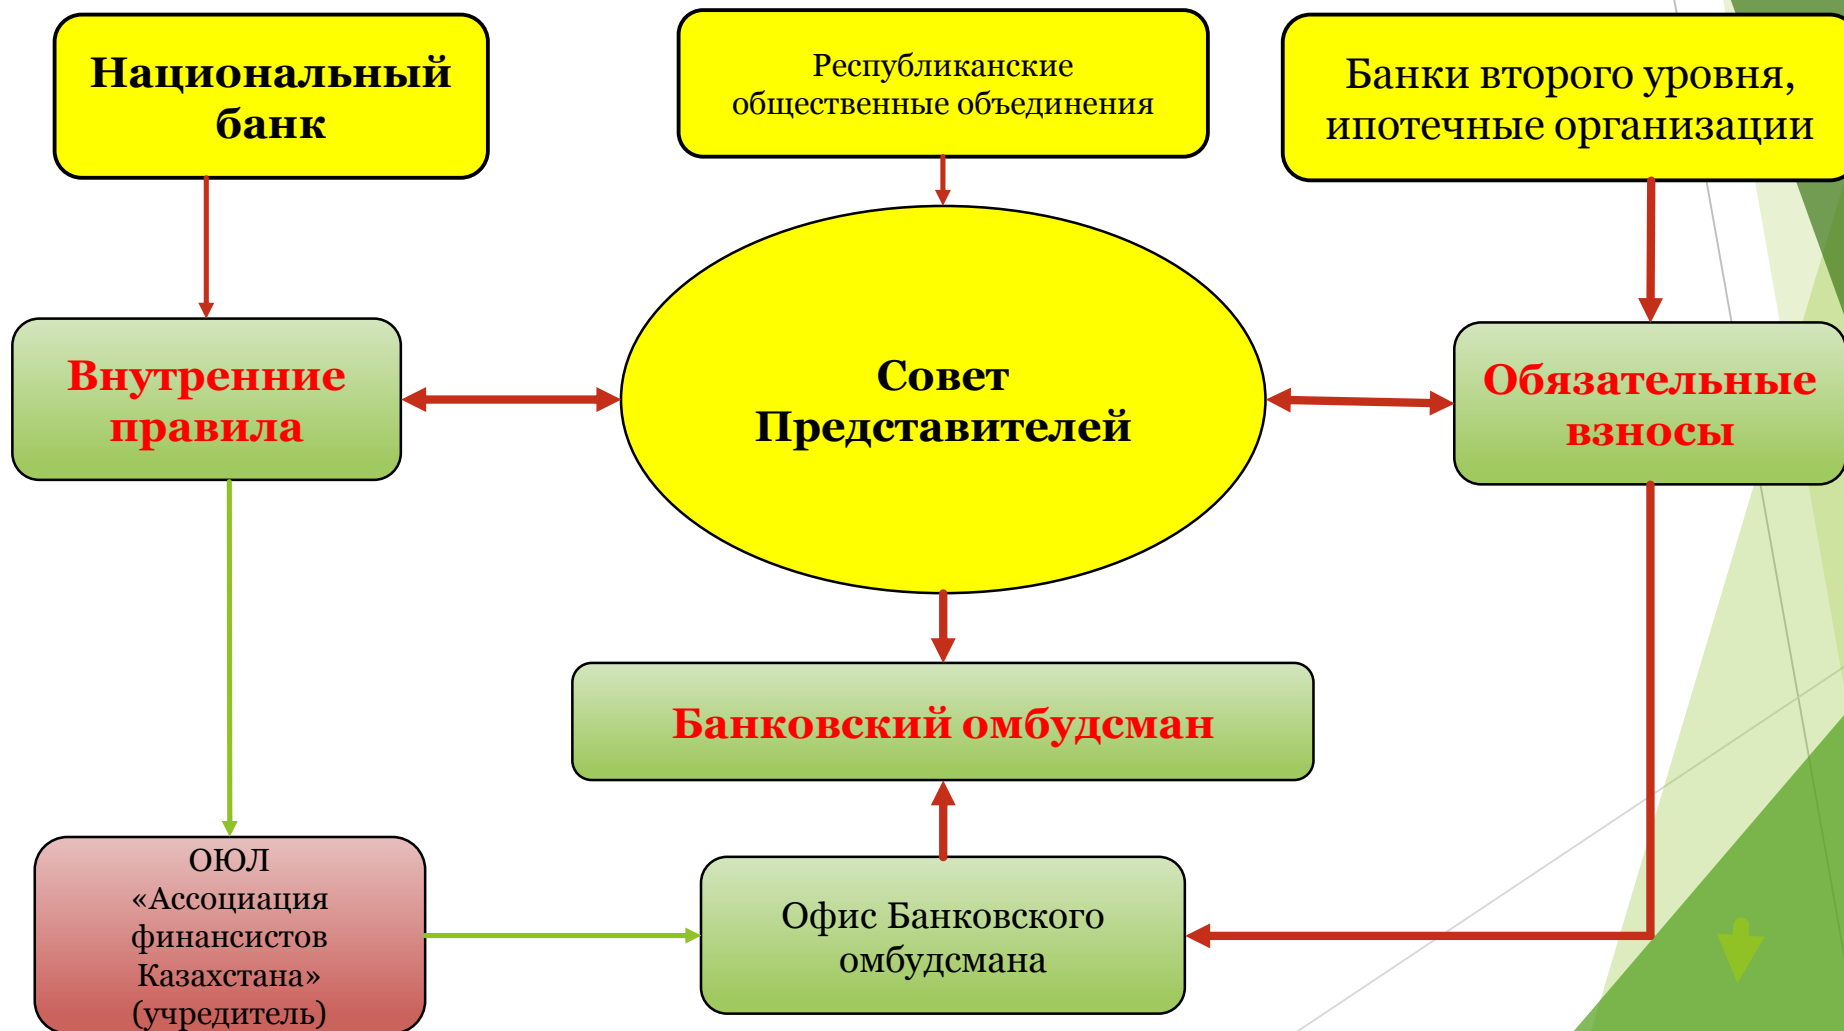 Национальный
банк
Республиканские
общественные объединения
Банки второго уровня,
ипотечные организации
Внутренние
правила
Совет
Представителей
Обязательные
взносы
Банковский омбудсман
ОЮЛ
«Ассоциация
финансистов
Казахстана»
(учредитель)
Офис Банковского
омбудсмана